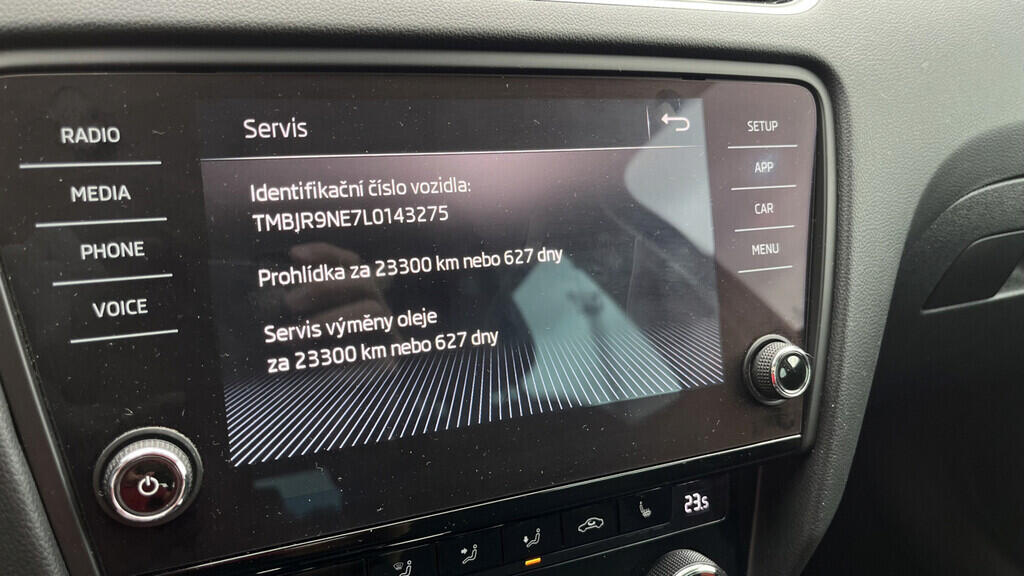 RADIO
MEDIA
PHONE
VOICE
Servis
Identifikační číslo vozidla:
TMBJR9NE7L0143275
Prohlídka za 23300 km nebo 627 dny
Servis výměny oleje
za 23300 km nebo 627 dny
SETUP
APP
CAR
MENU
23.5